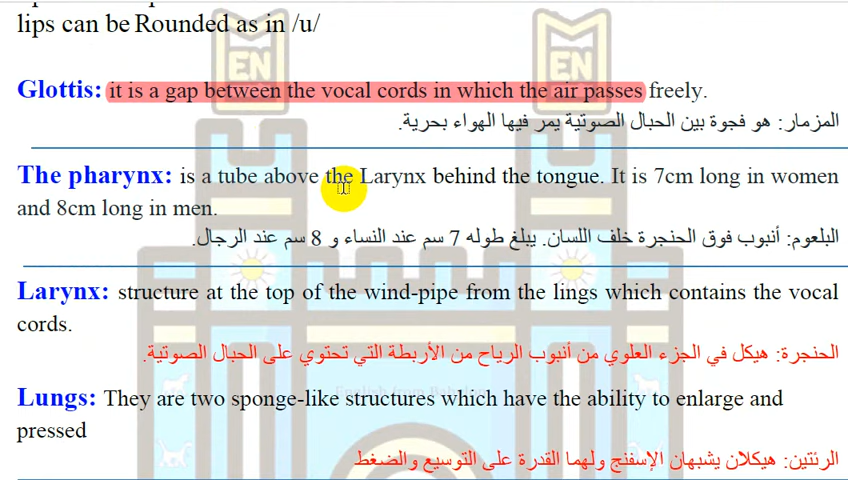 lips can be Rounded as in /u/
EN
EN
Glottis: it is a gap between the vocal cords in which the air passes freely.
المزمار: هو فجوة بين الحبال الصوتية يمر فيها الهواء بحرية.
The pharynx: is a tube above the Larynx behind the tongue. It is 7cm long in women
and 8cm long in men.
البلعوم: أنبوب فوق الحنجرة خلف اللسان. يبلغ طوله 7 سم عند النساء و 8 سم عند الرجال.
Larynx: structure at the top of the wind-pipe from the lings which contains the vocal
cords.
الحنجرة: هيكل في الجزء العلوي من أنبوب الرياح من الأربطة التي تحتوي على الحبال الصوتية.
Lungs: They are two sponge-like structures which have the ability to enlarge and
pressed
الرئتين: هيكلان يشبهان الإسفنج ولهما القدرة على التوسيع والضغط